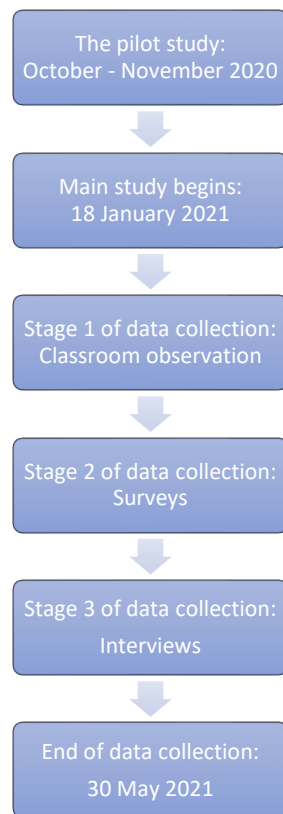 The pilot study:
October - November 2020
Main study begins:
18 January 2021
Stage 1 of data collection:
Classroom observation
Stage 2 of data collection:
Surveys
Stage 3 of data collection:
Interviews
End of data collection:
30 May 2021